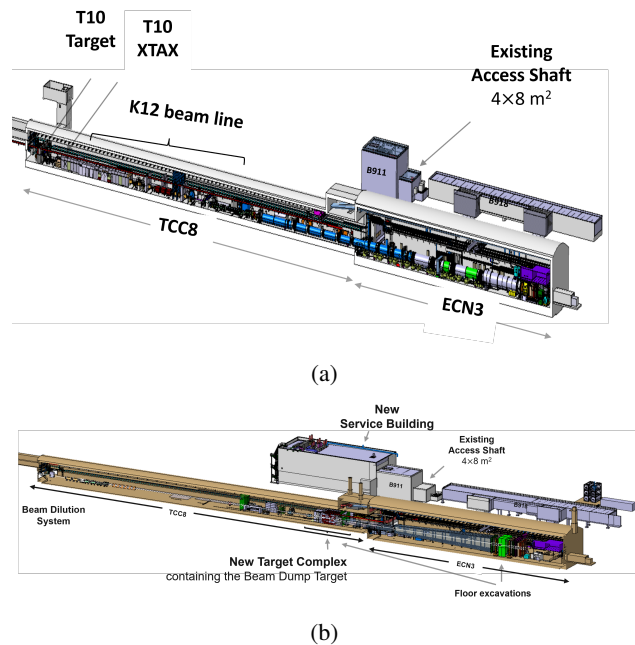 T10
Target
T10
XTAX
K12 beam line
Existing
Access Shaft
4×8 m²
B911
B918
TCC8
ECN3
(a)
New
Service Building
Existing
Access Shaft
4×8 m²
B911
B911
Beam Dilution
System
TCC8
New Target Complex
containing the Beam Dump Target
ECN3
Floor excavations
(b)